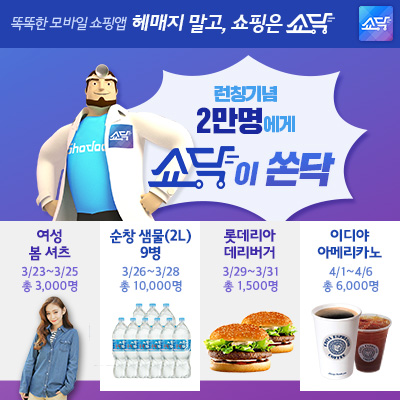 똑똑한 모바일 쇼핑앱 헤매지 말고, 쇼핑은 쇼닥
쇼닥
런칭기념
2만명에게
쇼닥이 쏜닥
Shodoc
쇼닥
여성
봄 셔츠
3/23~3/25
총 3,000명
순창 샘물(2L)
9병
3/26~3/28
총 10,000명
롯데리아
데리버거
3/29~3/31
총 1,500명
이디야
아메리카노
4/1~4/6
총 6,000명